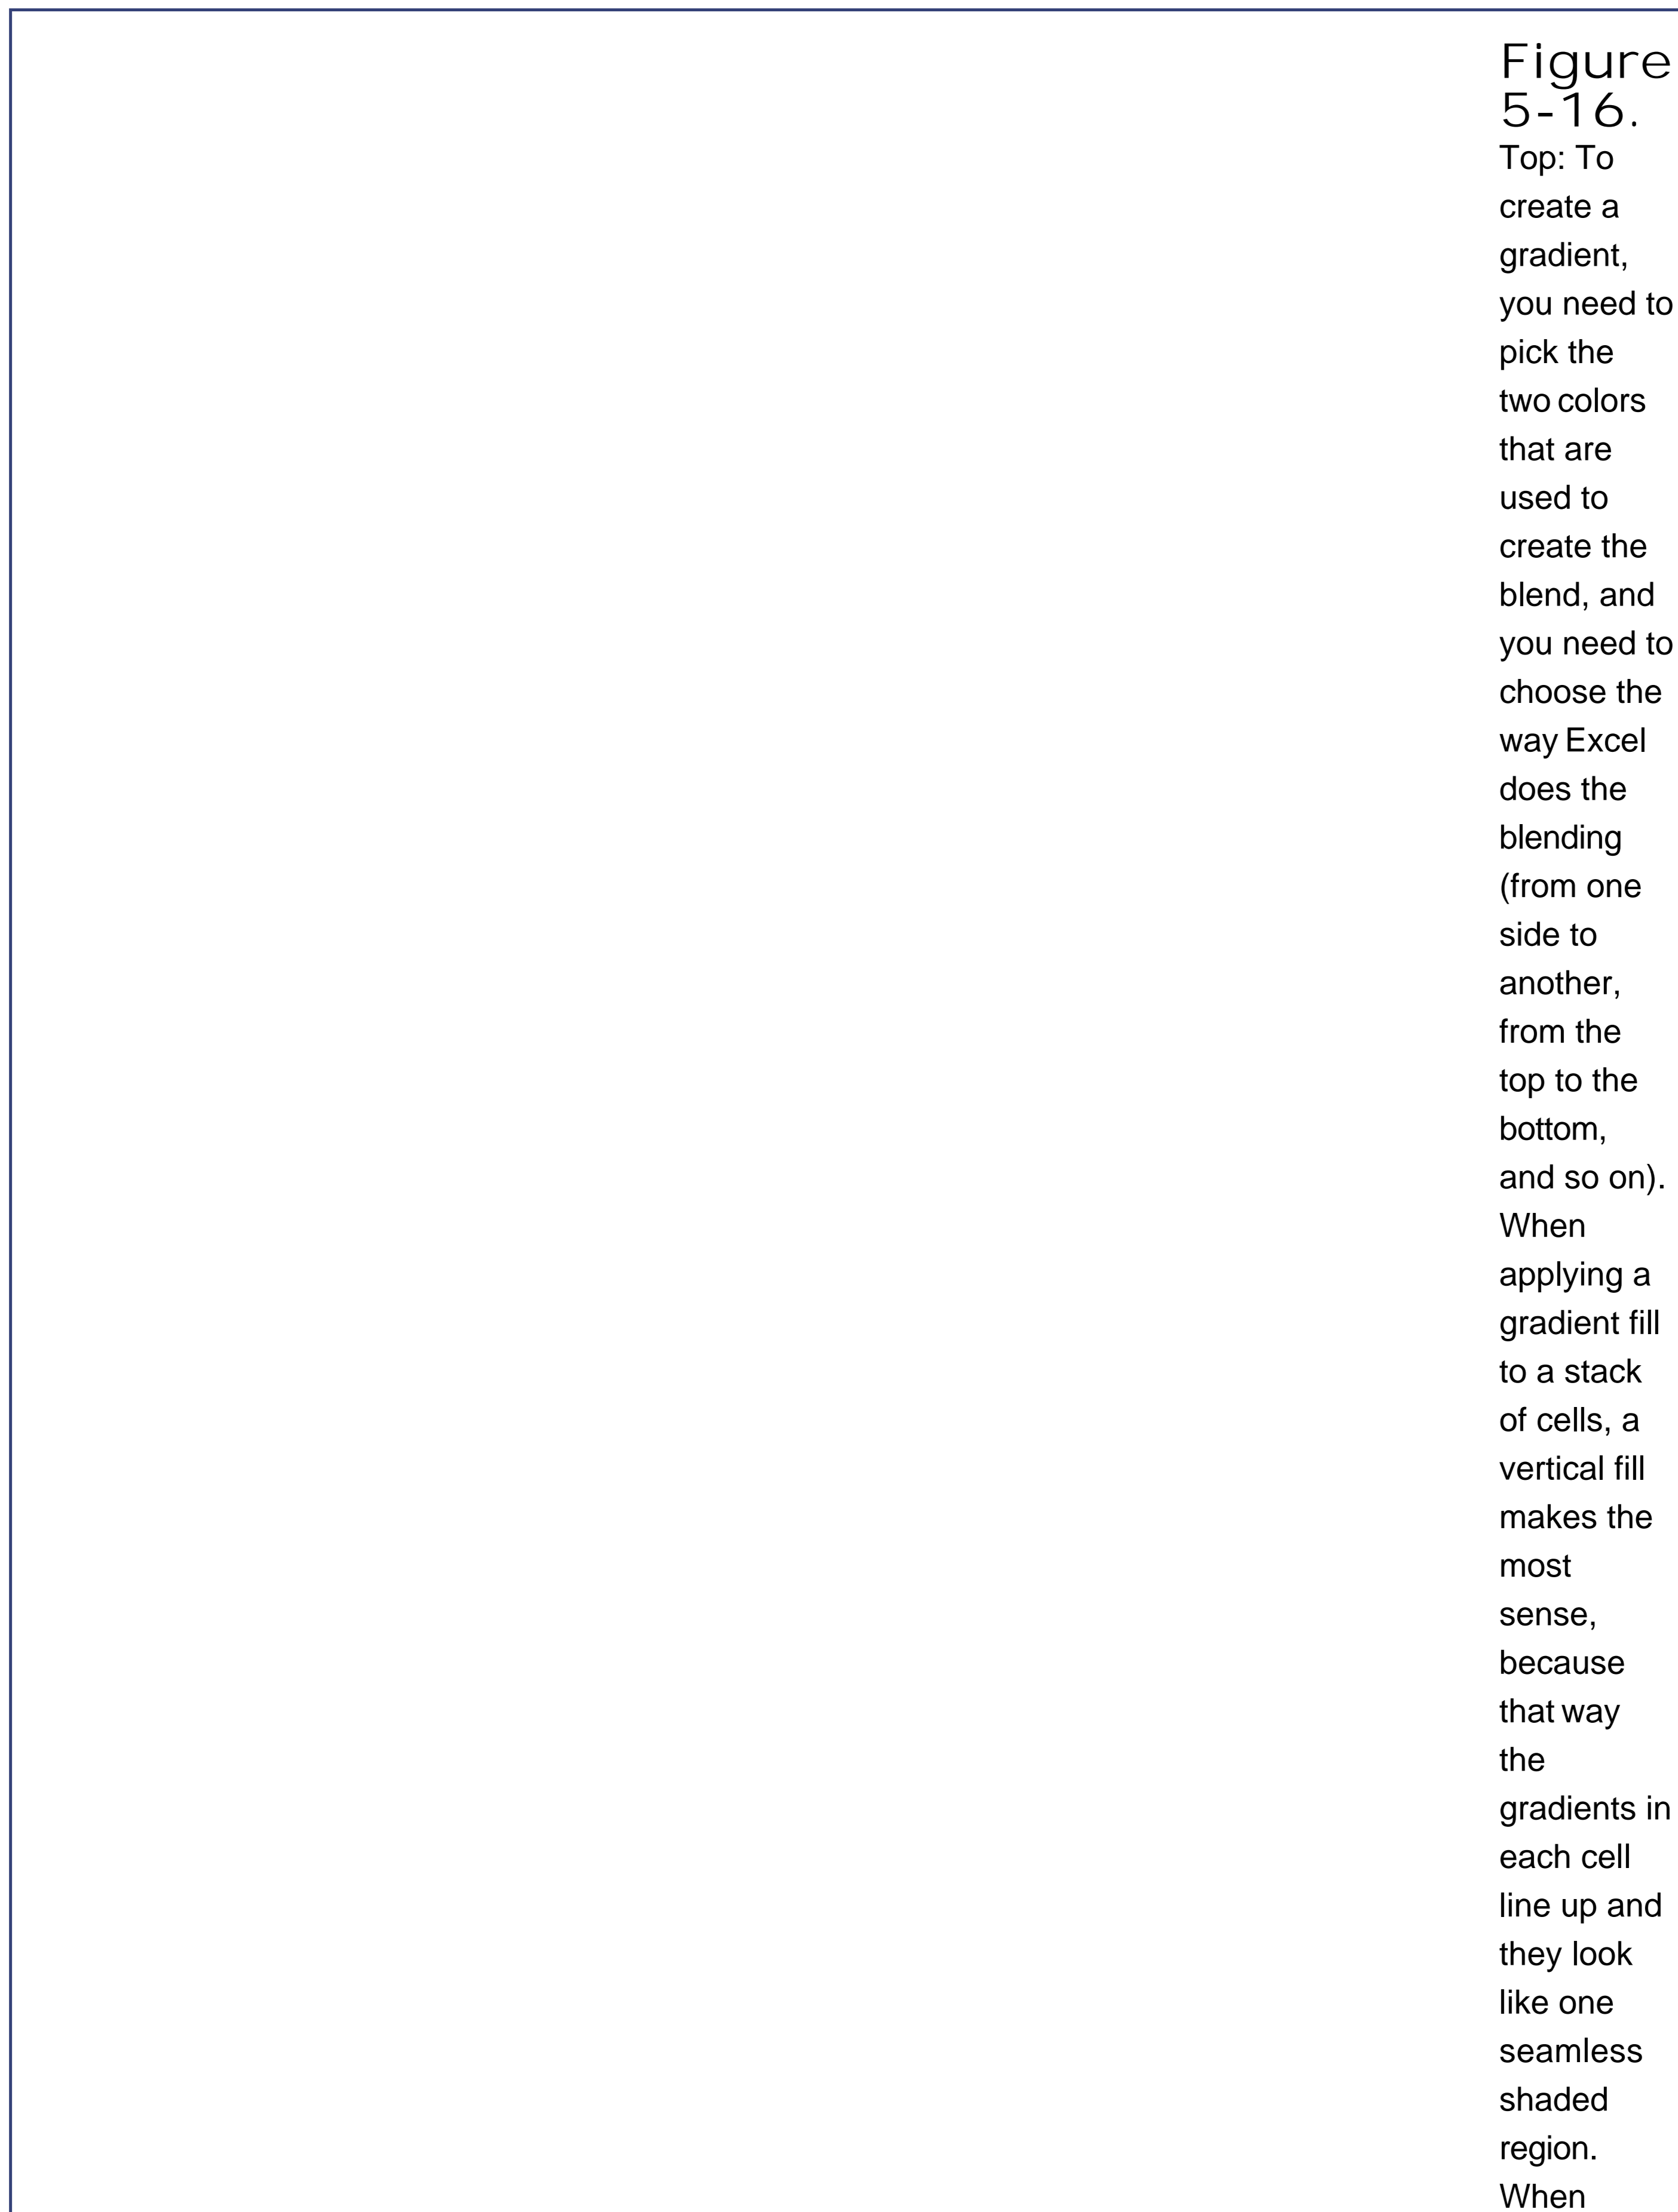 Figure
5-16.
Top: To
create a
gradient,
you need to
pick the
two colors
that are
used to
create the
blend, and
you need to
choose the
way Excel
does the
blending
(from one
side to
another,
from the
top to the
bottom,
and so on).
When
applying a
gradient fill
to a stack
of cells, a
vertical fill
makes the
most
sense,
because
that way
the
gradients in
each cell
line up and
they look
like one
seamless
shaded
region.
When